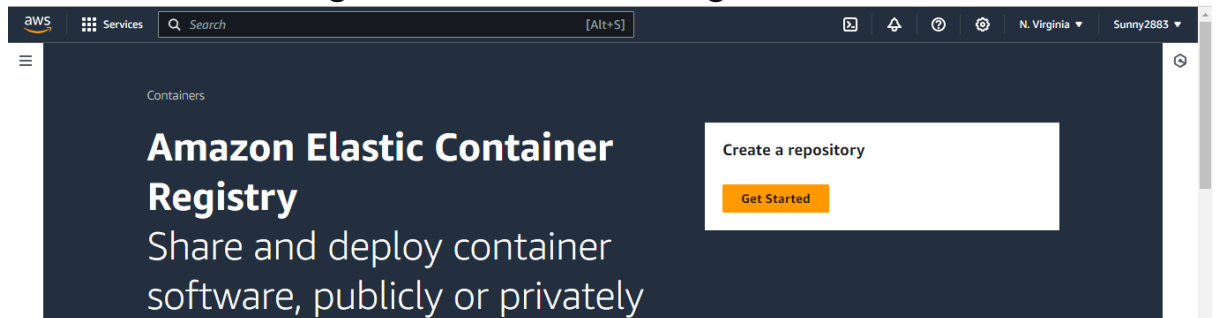 aws Services Search [Alt+S] N. Virginia Sunny2883
Containers
Amazon Elastic Container
Registry
Share and deploy container
software, publicly or privately
Create a repository
Get Started